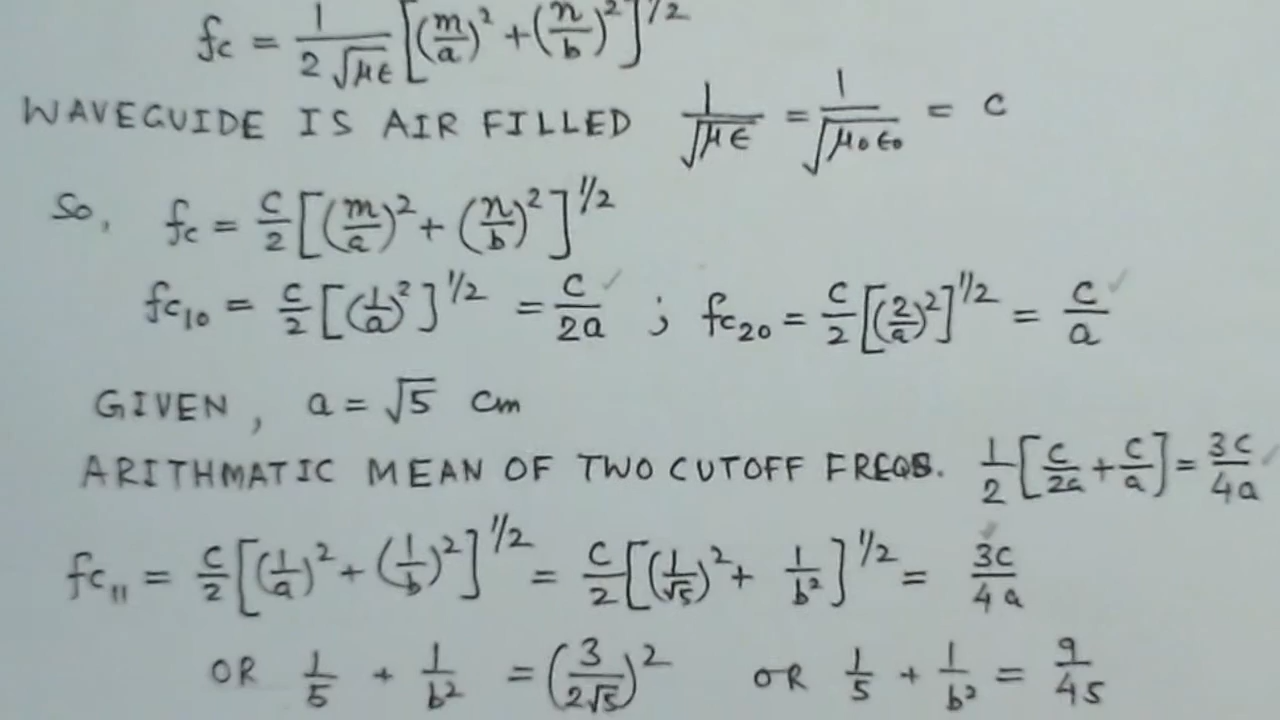 fc = 1/(2√με) [(m/a)² + (n/b)²]^1/2
WAVEGUIDE IS AIR FILLED 1/√με = 1/√μ₀ε₀ = c
So, fc = c/2 [(m/a)² + (n/b)²]^1/2
fc₁₀ = c/2 [(1/a)²]^1/2 = c/2a ; fc₂₀ = c/2 [(2/a)²]^1/2 = c/a
GIVEN, a = √5 cm
ARITHMATIC MEAN OF TWO CUTOFF FREQS. 1/2 [c/2a + c/a] = 3c/4a
fc₁₁ = c/2 [(1/a)² + (1/b)²]^1/2 = c/2 [(1/√5)² + 1/b²]^1/2 = 3c/4a
OR 1/5 + 1/b² = (3/2√5)² OR 1/5 + 1/b² = 9/45